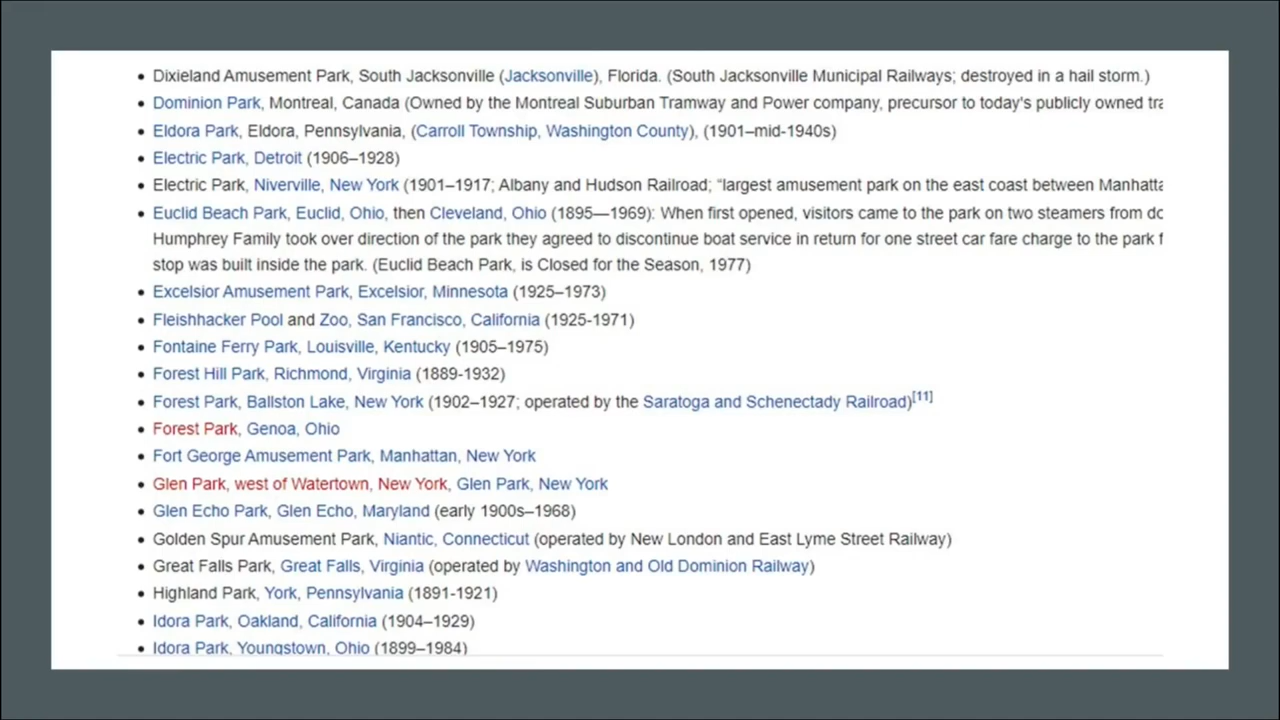 • Dixieland Amusement Park, South Jacksonville (Jacksonville), Florida. (South Jacksonville Municipal Railways; destroyed in a hail storm.)
• Dominion Park, Montreal, Canada (Owned by the Montreal Suburban Tramway and Power company, precursor to today's publicly owned
• Eldora Park, Eldora, Pennsylvania, (Carroll Township, Washington County), (1901–mid-1940s)
• Electric Park, Detroit (1906–1928)
• Electric Park, Niverville, New York (1901–1917; Albany and Hudson Railroad; “largest amusement park on the east coast between
• Euclid Beach Park, Euclid, Ohio, then Cleveland, Ohio (1895—1969): When first opened, visitors came to the park on two steamers from
Humphrey Family took over direction of the park they agreed to discontinue boat service in return for one street car fare charge to the park
stop was built inside the park. (Euclid Beach Park, is Closed for the Season, 1977)
• Excelsior Amusement Park, Excelsior, Minnesota (1925–1973)
• Fleishhacker Pool and Zoo, San Francisco, California (1925-1971)
• Fontaine Ferry Park, Louisville, Kentucky (1905–1975)
• Forest Hill Park, Richmond, Virginia (1889-1932)
• Forest Park, Ballston Lake, New York (1902–1927; operated by the Saratoga and Schenectady Railroad)[11]
• Forest Park, Genoa, Ohio
• Fort George Amusement Park, Manhattan, New York
• Glen Park, west of Watertown, New York, Glen Park, New York
• Glen Echo Park, Glen Echo, Maryland (early 1900s–1968)
• Golden Spur Amusement Park, Niantic, Connecticut (operated by New London and East Lyme Street Railway)
• Great Falls Park, Great Falls, Virginia (operated by Washington and Old Dominion Railway)
• Highland Park, York, Pennsylvania (1891-1921)
• Idora Park, Oakland, California (1904–1929)
• Idora Park, Youngstown, Ohio (1899–1984)